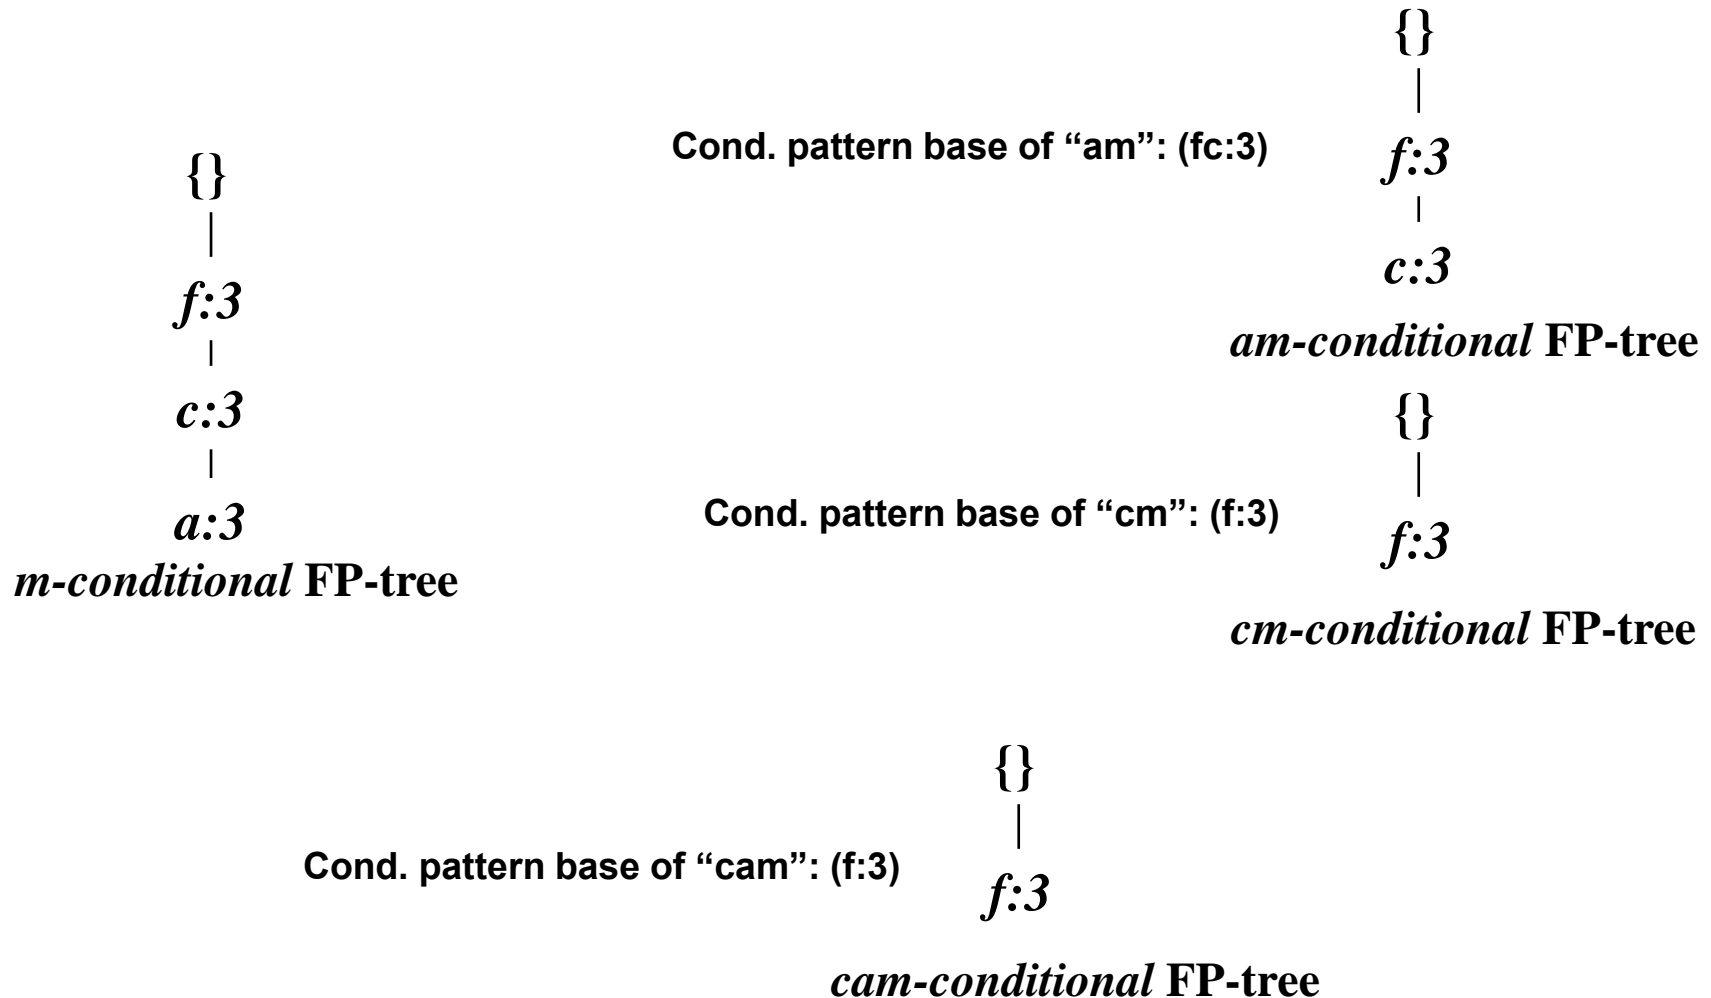 {}
f:3
c:3
a:3
m-conditional FP-tree
Cond. pattern base of “am”: (fc:3)
{}
f:3
c:3
am-conditional FP-tree
Cond. pattern base of “cm”: (f:3)
{}
f:3
cm-conditional FP-tree
Cond. pattern base of “cam”: (f:3)
{}
f:3
cam-conditional FP-tree